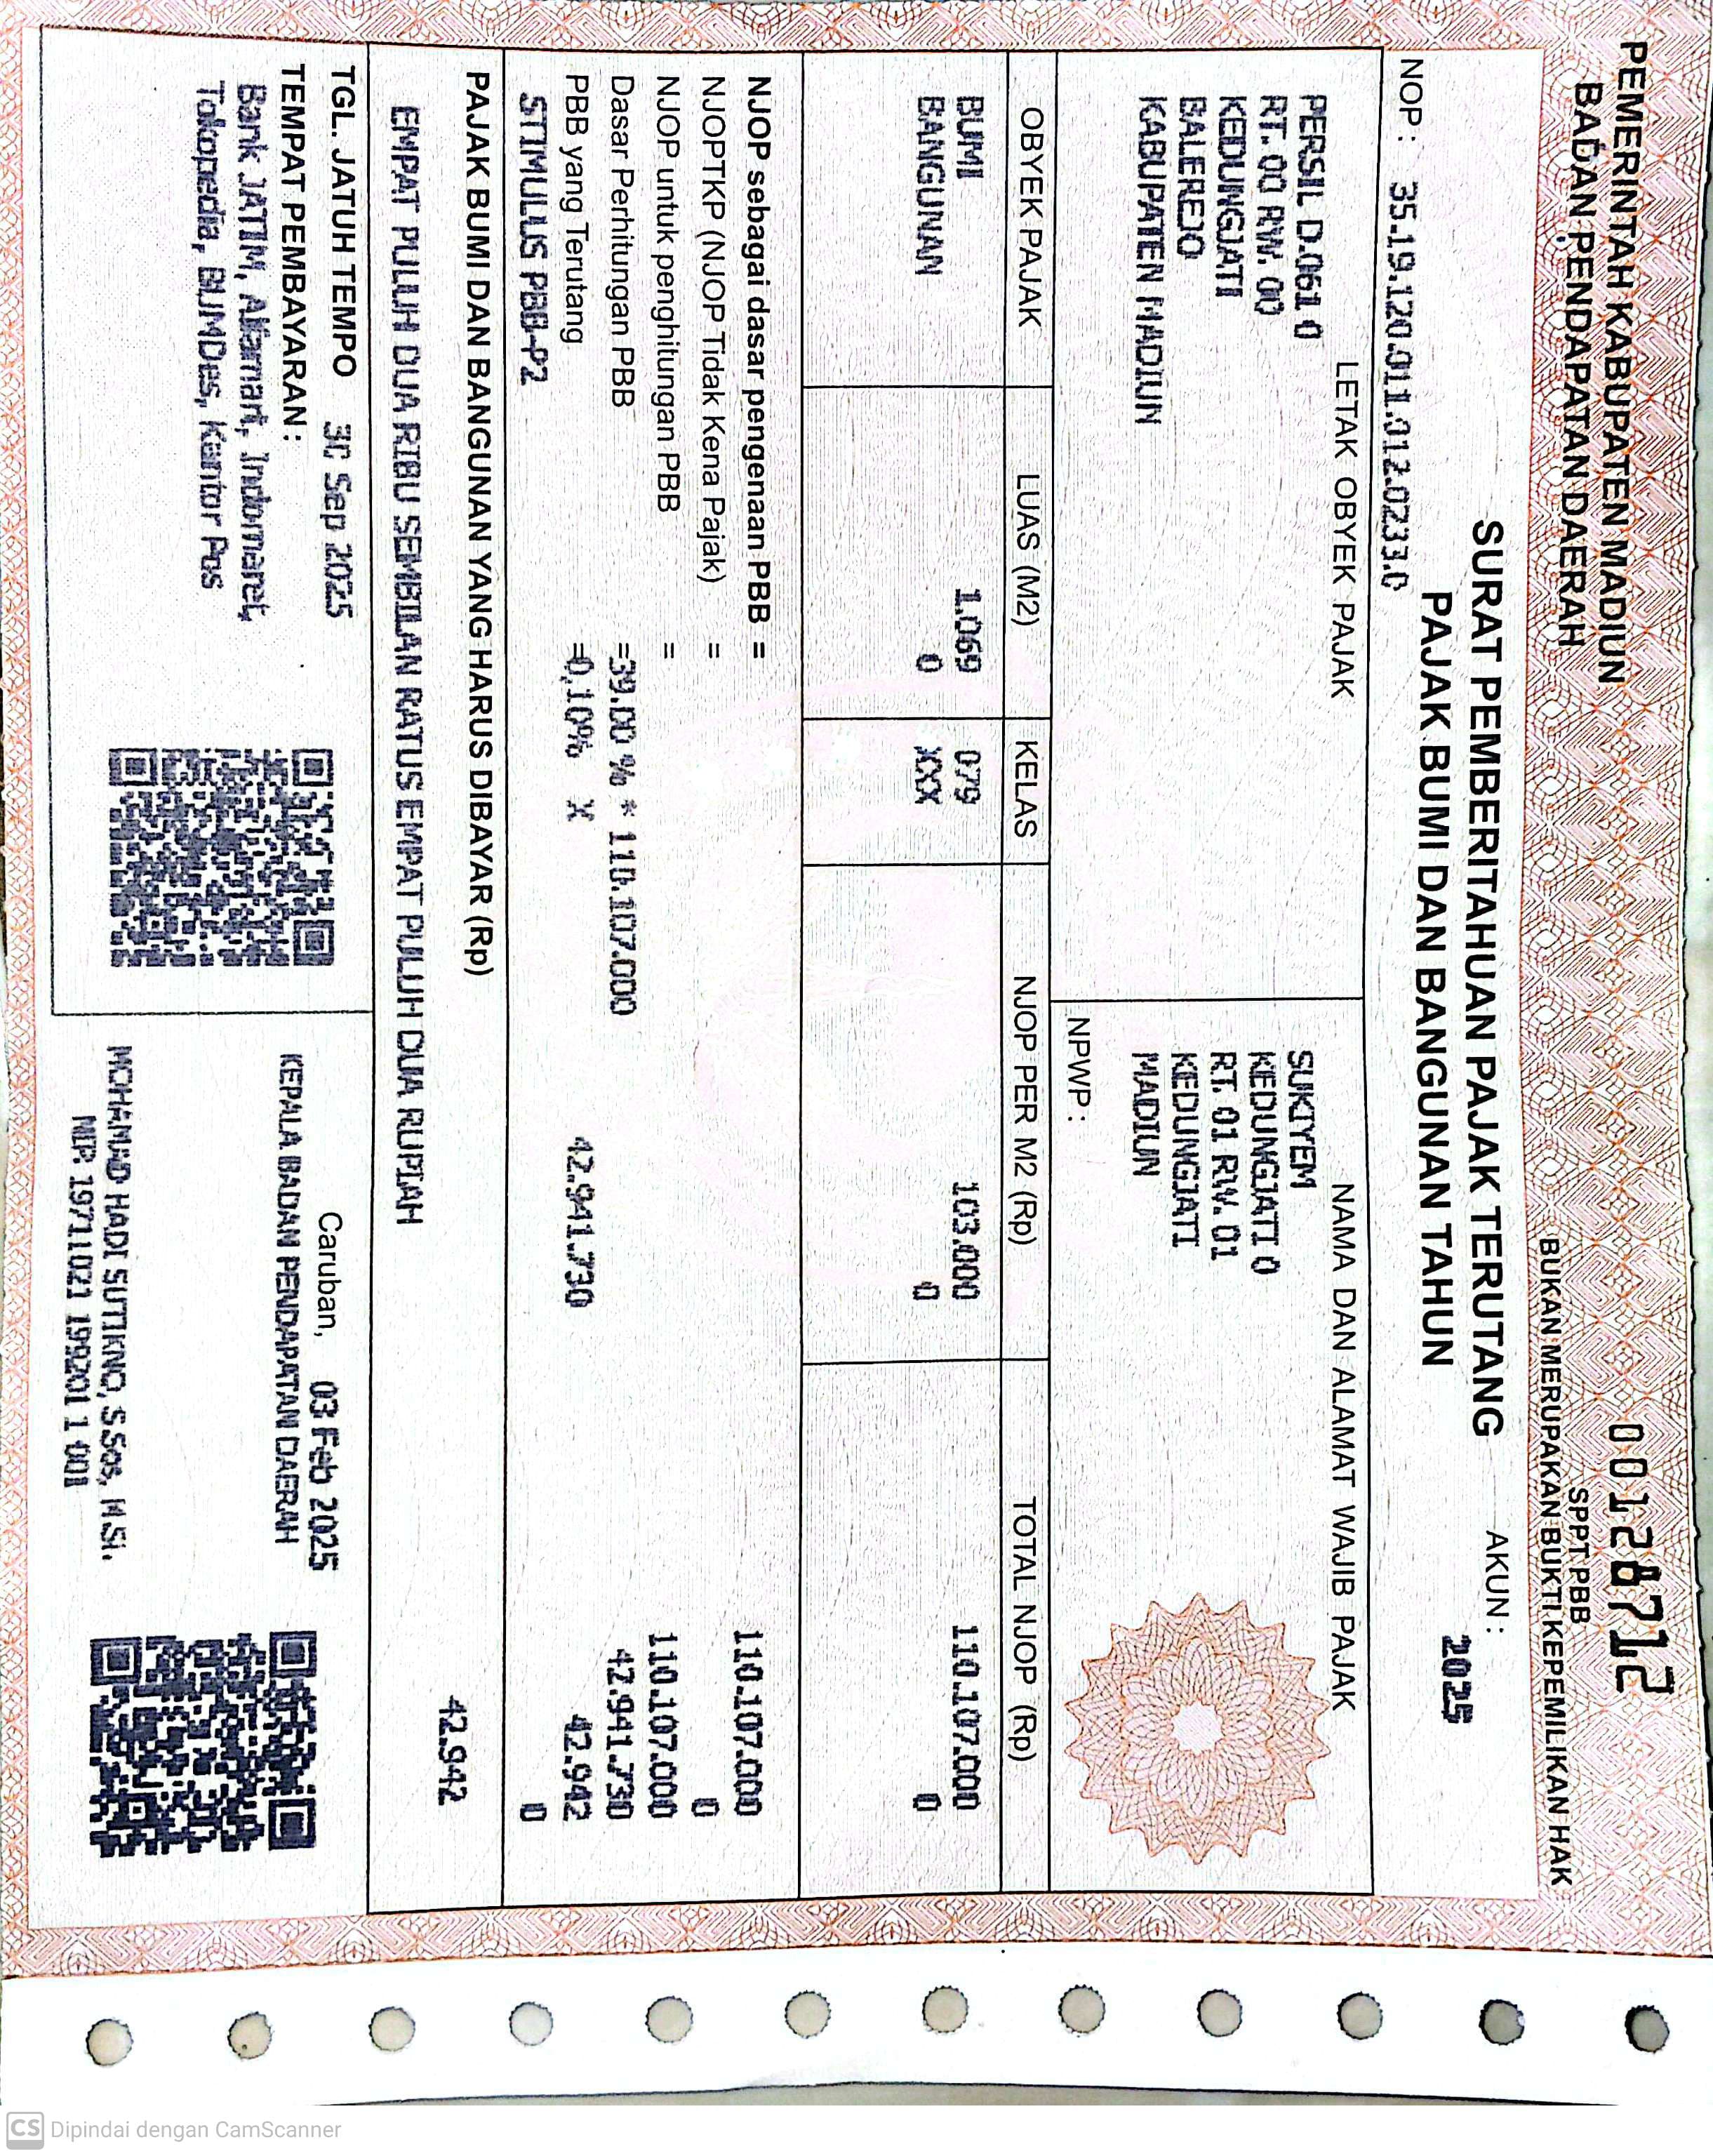 PEMERINTAH KABUPATEN MADIUN
BADAN PENDAPATAN DAERAH
0012871 2
SPPT PBB
BUKAN MERUPAKAN BUKTI KEPEMILIKAN HAK
SURAT PEMBERITAHUAN PAJAK TERUTANG
PAJAK BUMI DAN BANGUNAN TAHUN 2025
AKUN :
NOP : 35.19.120.011.012.0233.0
LETAK OBYEK PAJAK
PERSIL D.061 0
RT. 00 RW. 00
KEDUNGJATI
BALEREJO
KABUPATEN MADIUN
NAMA DAN ALAMAT WAJIB PAJAK
SUKIYEM
KEDUNGJATI 0
RT. 01 RW. 01
KEDUNGJATI
MADIUN
NPWP :
OBYEK PAJAK LUAS (M2) KELAS NJOP PER M2 (Rp) TOTAL NJOP (Rp)
BUMI 1.069 079 103.000 110.107.000
BANGUNAN 0 XXX 0 0
NJOP sebagai dasar pengenaan PBB = 110.107.000
NJOPTKP (NJOP Tidak Kena Pajak) = 0
NJOP untuk penghitungan PBB = 110.107.000
Dasar Perhitungan PBB =39.00 % * 110.107.000 42.941.730
PBB yang Terutang =0,10% X 42.941.730 42.942
STIMULUS PBB-P2 0
PAJAK BUMI DAN BANGUNAN YANG HARUS DIBAYAR (Rp) 42.942
EMPAT PULUH DUA RIBU SEMBILAN RATUS EMPAT PULUH DUA RUPIAH
TGL. JATUH TEMPO 30 Sep 2025
TEMPAT PEMBAYARAN :
Bank JATIM, Alfamart, Indomaret,
Tokopedia, BUMDes, Kantor Pos
Caruban, 03 Feb 2025
KEPALA BADAN PENDAPATAN DAERAH
MOHAMAD HADI SUTIKNO, S.Sos, M.Si.
NIP. 19711021 199201 1 001
CS Dipindai dengan CamScanner